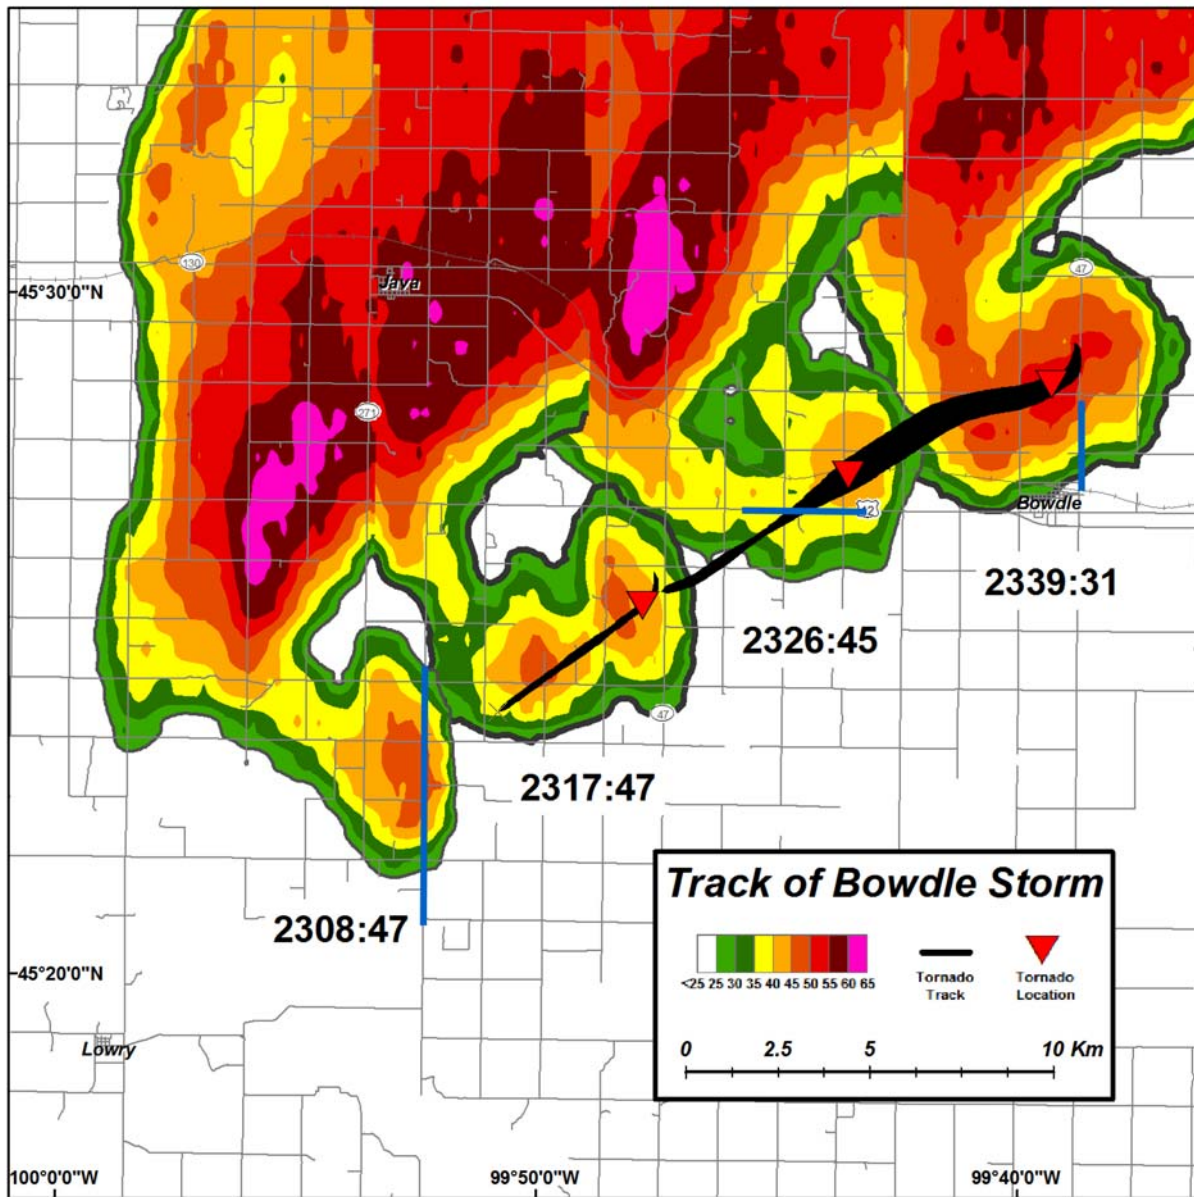 130
47
45°30'0"N
Java
271
12
Bowdle
2339:31
2326:45
47
2317:47
2308:47
Track of Bowdle Storm
<25 25 30 35 40 45 50 55 60 65
Tornado Track
Tornado Location
0 2.5 5 10 Km
45°20'0"N
Lowry
100°0'0"W
99°50'0"W
99°40'0"W